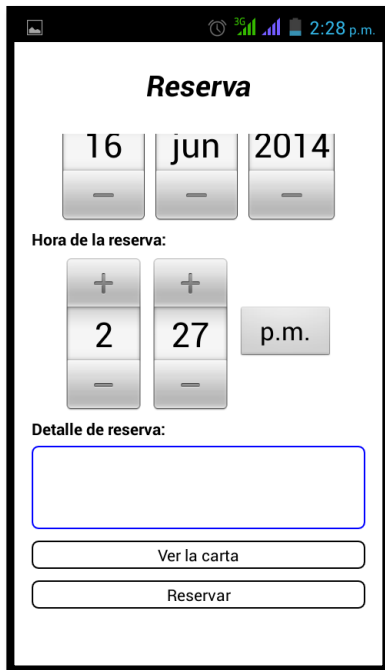 3G 2:28 p.m.
Reserva
16 jun 2014
Hora de la reserva:
+ +
2 27 p.m.
Detalle de reserva:
Ver la carta
Reservar